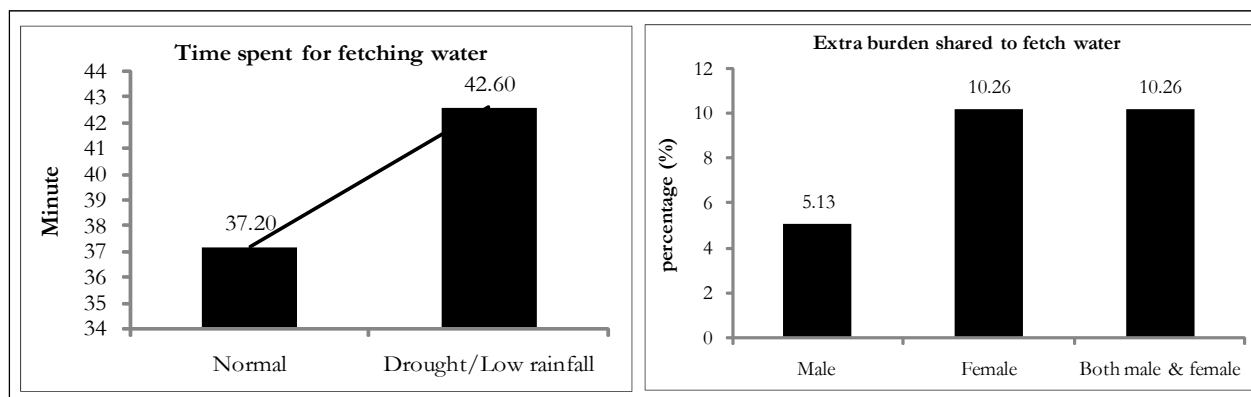 Time spent for fetching water
44
43
42
41
40
39
38
37
36
35
34
Minute
37.20
42.60
Normal
Drought/Low rainfall
Extra burden shared to fetch water
12
10
8
6
4
2
0
percentage (%)
5.13
10.26
10.26
Male
Female
Both male & female